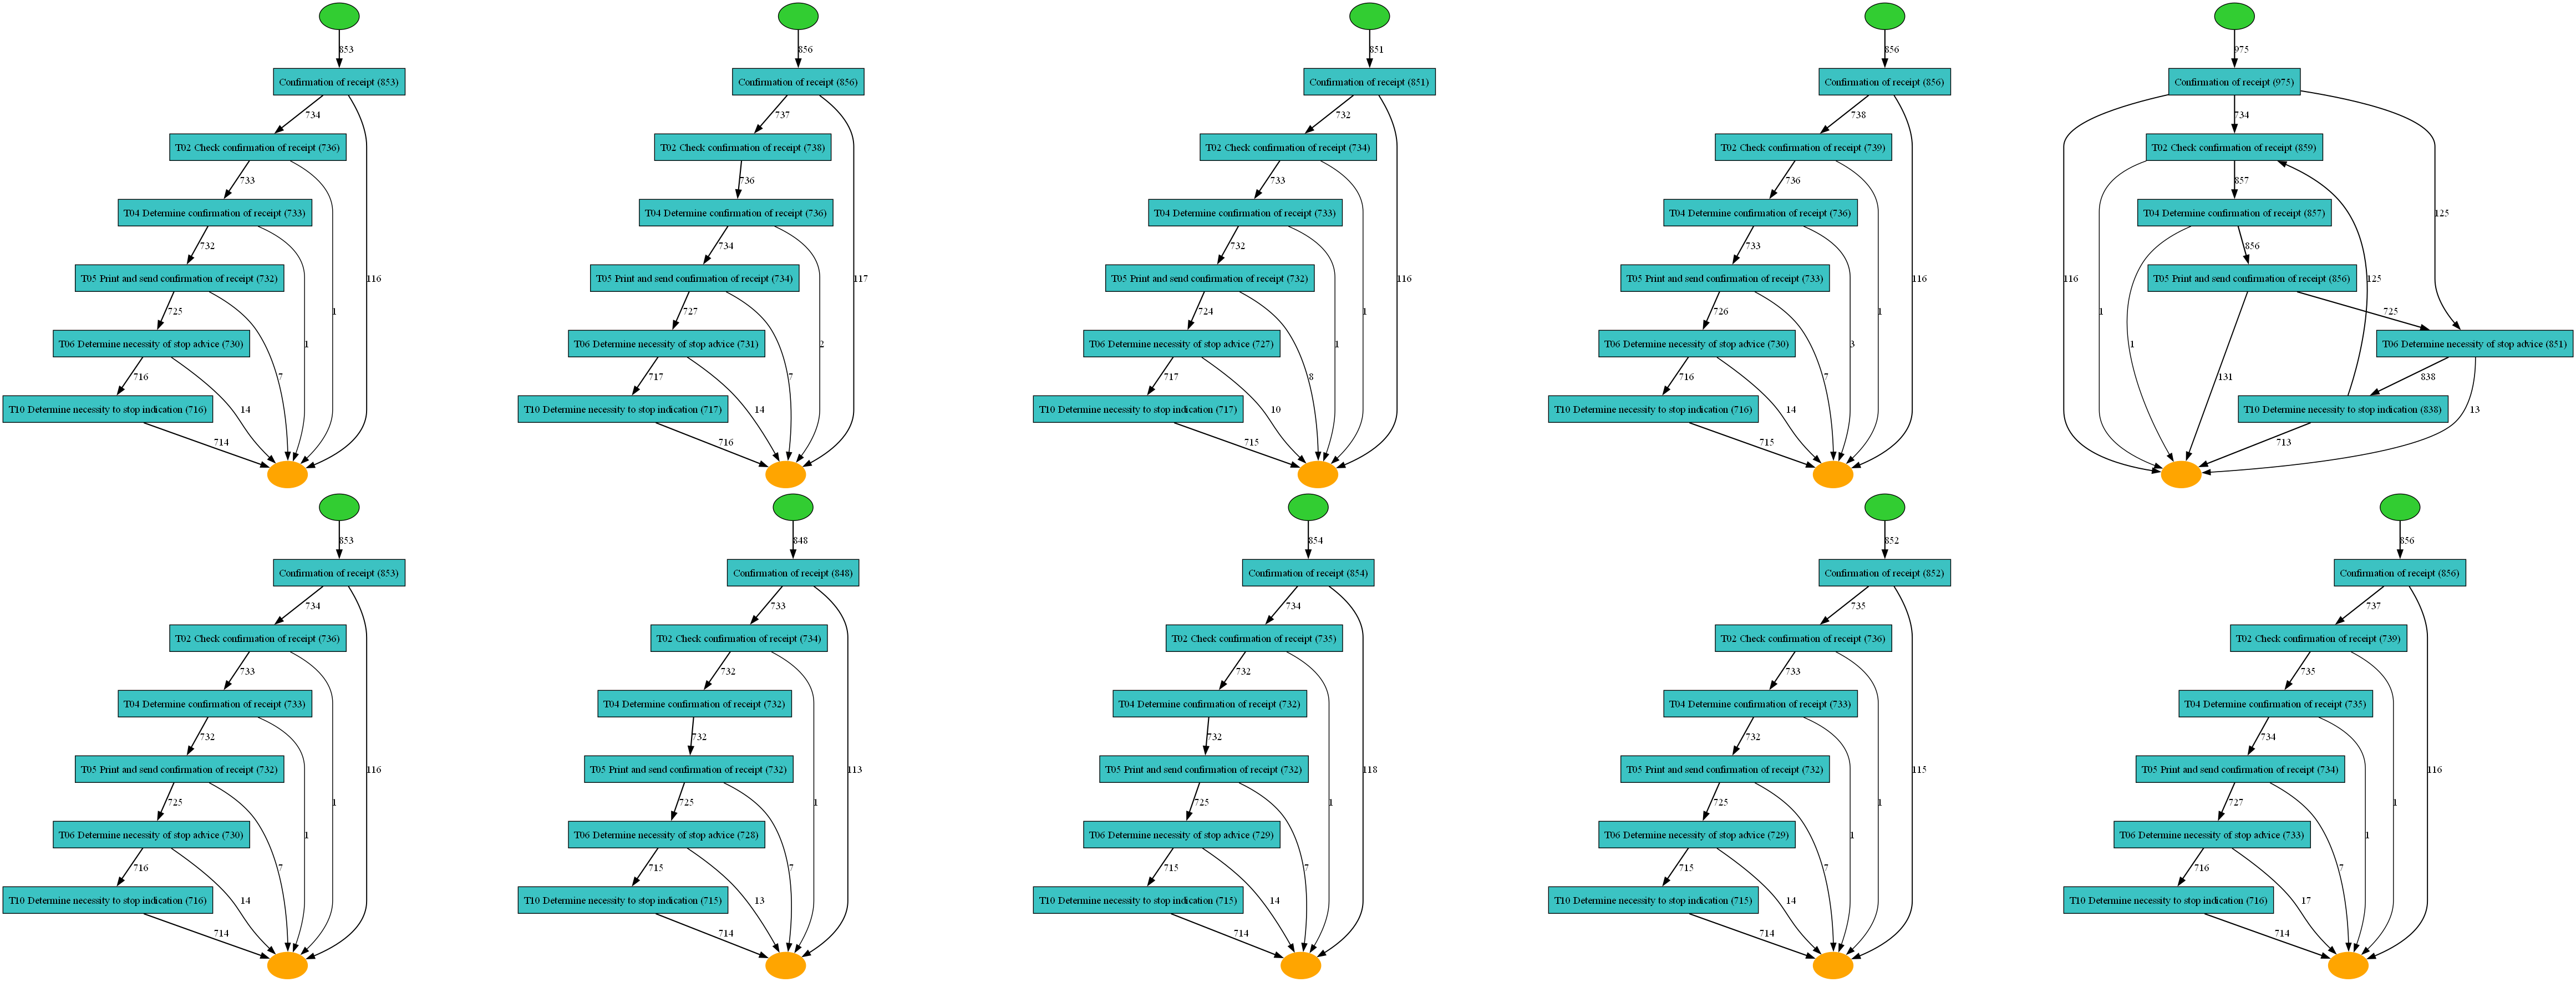 853
Confirmation of receipt (853)
734
T02 Check confirmation of receipt (736)
733
T04 Determine confirmation of receipt (733)
732
T05 Print and send confirmation of receipt (732)
116
1
1
7
725
T06 Determine necessity of stop advice (730)
716
14
T10 Determine necessity to stop indication (716)
714
856
Confirmation of receipt (856)
737
T02 Check confirmation of receipt (738)
736
T04 Determine confirmation of receipt (736)
734
T05 Print and send confirmation of receipt (734)
117
727
T06 Determine necessity of stop advice (731)
2
7
717
14
T10 Determine necessity to stop indication (717)
716
851
Confirmation of receipt (851)
732
T02 Check confirmation of receipt (734)
733
T04 Determine confirmation of receipt (733)
732
T05 Print and send confirmation of receipt (732)
116
1
724
T06 Determine necessity of stop advice (727)
1
8
717
10
T10 Determine necessity to stop indication (717)
715
856
Confirmation of receipt (856)
738
T02 Check confirmation of receipt (739)
736
T04 Determine confirmation of receipt (736)
733
T05 Print and send confirmation of receipt (733)
116
1
726
T06 Determine necessity of stop advice (730)
3
7
716
14
T10 Determine necessity to stop indication (716)
715
975
Confirmation of receipt (975)
734
T02 Check confirmation of receipt (859)
857
T04 Determine confirmation of receipt (857)
125
856
T05 Print and send confirmation of receipt (856)
116
125
1
725
T06 Determine necessity of stop advice (851)
1
131
838
T10 Determine necessity to stop indication (838)
13
713
853
Confirmation of receipt (853)
734
T02 Check confirmation of receipt (736)
733
T04 Determine confirmation of receipt (733)
732
T05 Print and send confirmation of receipt (732)
116
1
725
T06 Determine necessity of stop advice (730)
1
7
716
14
T10 Determine necessity to stop indication (716)
714
848
Confirmation of receipt (848)
733
T02 Check confirmation of receipt (734)
732
T04 Determine confirmation of receipt (732)
732
T05 Print and send confirmation of receipt (732)
113
1
725
T06 Determine necessity of stop advice (728)
7
715
13
T10 Determine necessity to stop indication (715)
714
854
Confirmation of receipt (854)
734
T02 Check confirmation of receipt (735)
732
T04 Determine confirmation of receipt (732)
732
T05 Print and send confirmation of receipt (732)
118
1
725
T06 Determine necessity of stop advice (729)
7
715
14
T10 Determine necessity to stop indication (715)
714
852
Confirmation of receipt (852)
735
T02 Check confirmation of receipt (736)
733
T04 Determine confirmation of receipt (733)
732
T05 Print and send confirmation of receipt (732)
115
1
725
T06 Determine necessity of stop advice (729)
1
7
715
14
T10 Determine necessity to stop indication (715)
714
856
Confirmation of receipt (856)
737
T02 Check confirmation of receipt (739)
735
T04 Determine confirmation of receipt (735)
734
T05 Print and send confirmation of receipt (734)
116
1
727
T06 Determine necessity of stop advice (733)
1
7
716
17
T10 Determine necessity to stop indication (716)
714